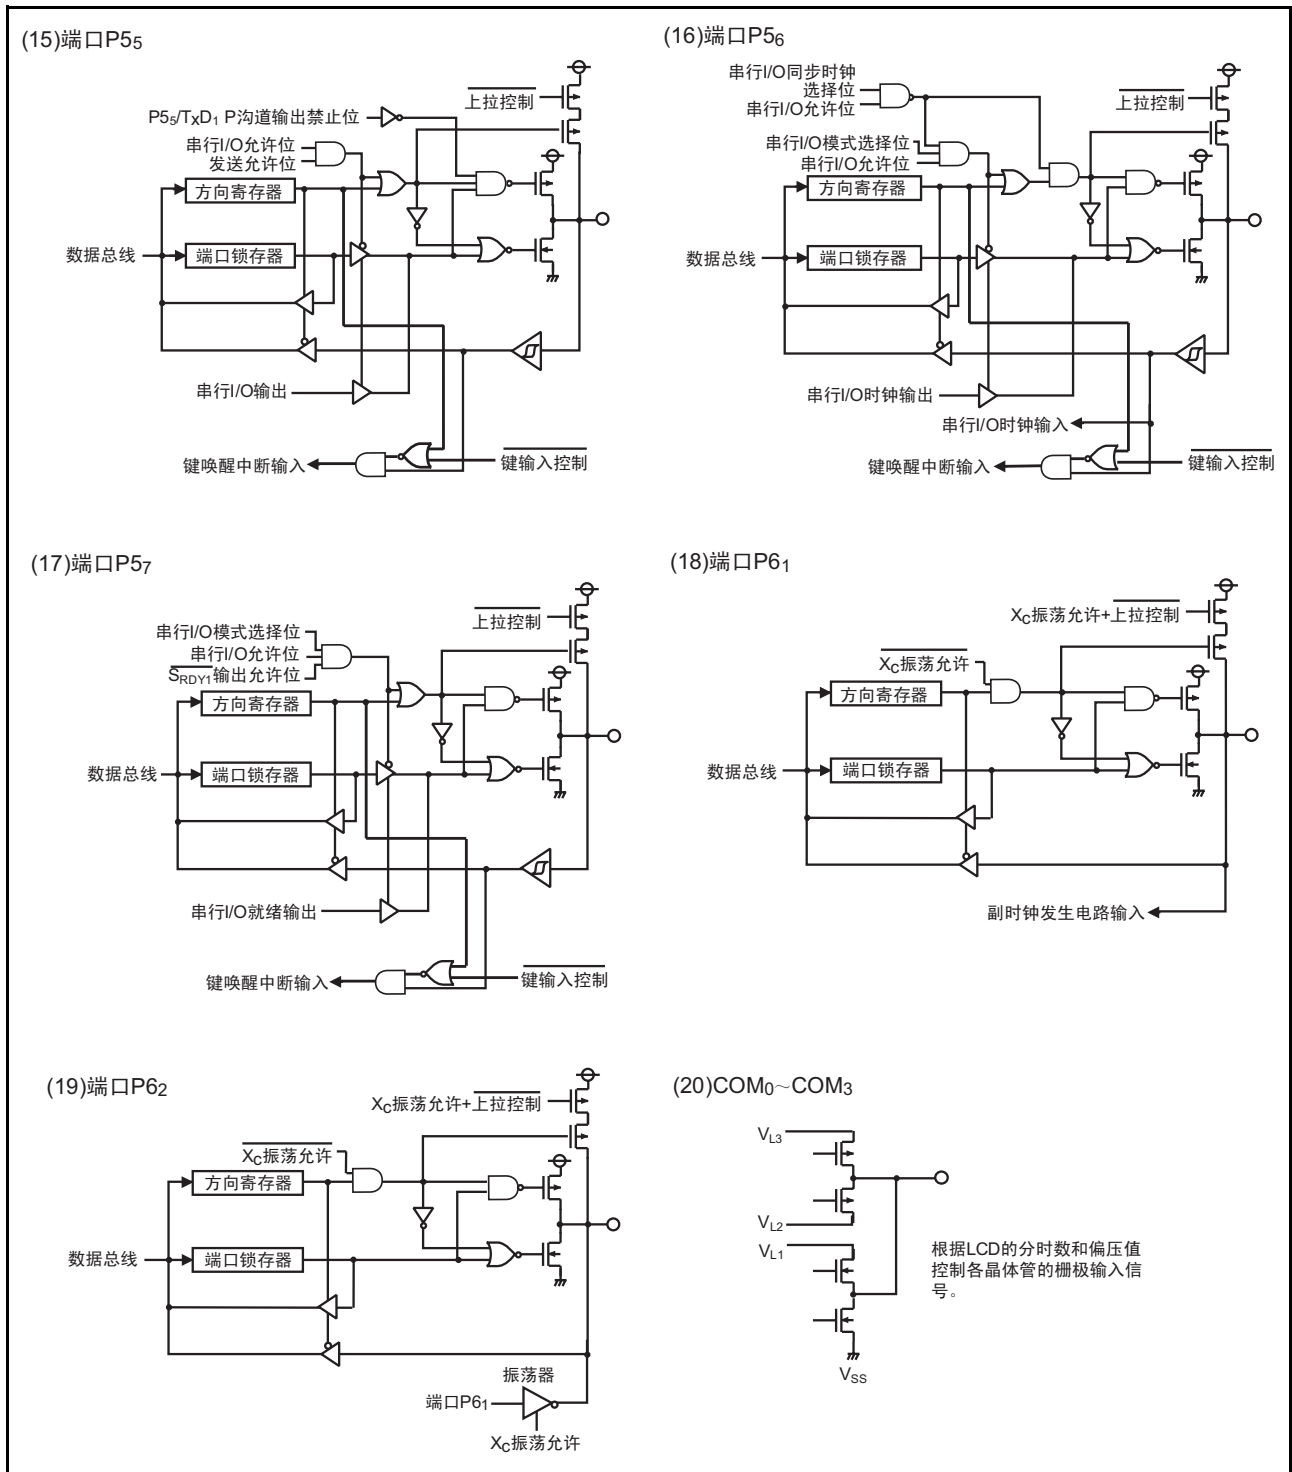 (15)端口P55
上拉控制
P55/TxD1 P沟道输出禁止位
串行I/O允许位
发送允许位
方向寄存器
数据总线
端口锁存器
串行I/O输出
键唤醒中断输入
键输入控制
(16)端口P56
串行I/O同步时钟
选择位
串行I/O允许位
上拉控制
串行I/O模式选择位
串行I/O允许位
方向寄存器
数据总线
端口锁存器
串行I/O时钟输出
串行I/O时钟输入
键唤醒中断输入
键输入控制
(17)端口P57
上拉控制
串行I/O模式选择位
串行I/O允许位
SRDY1输出允许位
方向寄存器
数据总线
端口锁存器
串行I/O就绪输出
键唤醒中断输入
键输入控制
(18)端口P61
XC振荡允许+上拉控制
XC振荡允许
方向寄存器
数据总线
端口锁存器
副时钟发生电路输入
(19)端口P62
XC振荡允许+上拉控制
XC振荡允许
方向寄存器
数据总线
端口锁存器
振荡器
端口P61
XC振荡允许
(20)COM0～COM3
VL3
VL2
VL1
VSS
根据LCD的分时数和偏压值
控制各晶体管的栅极输入信
号。